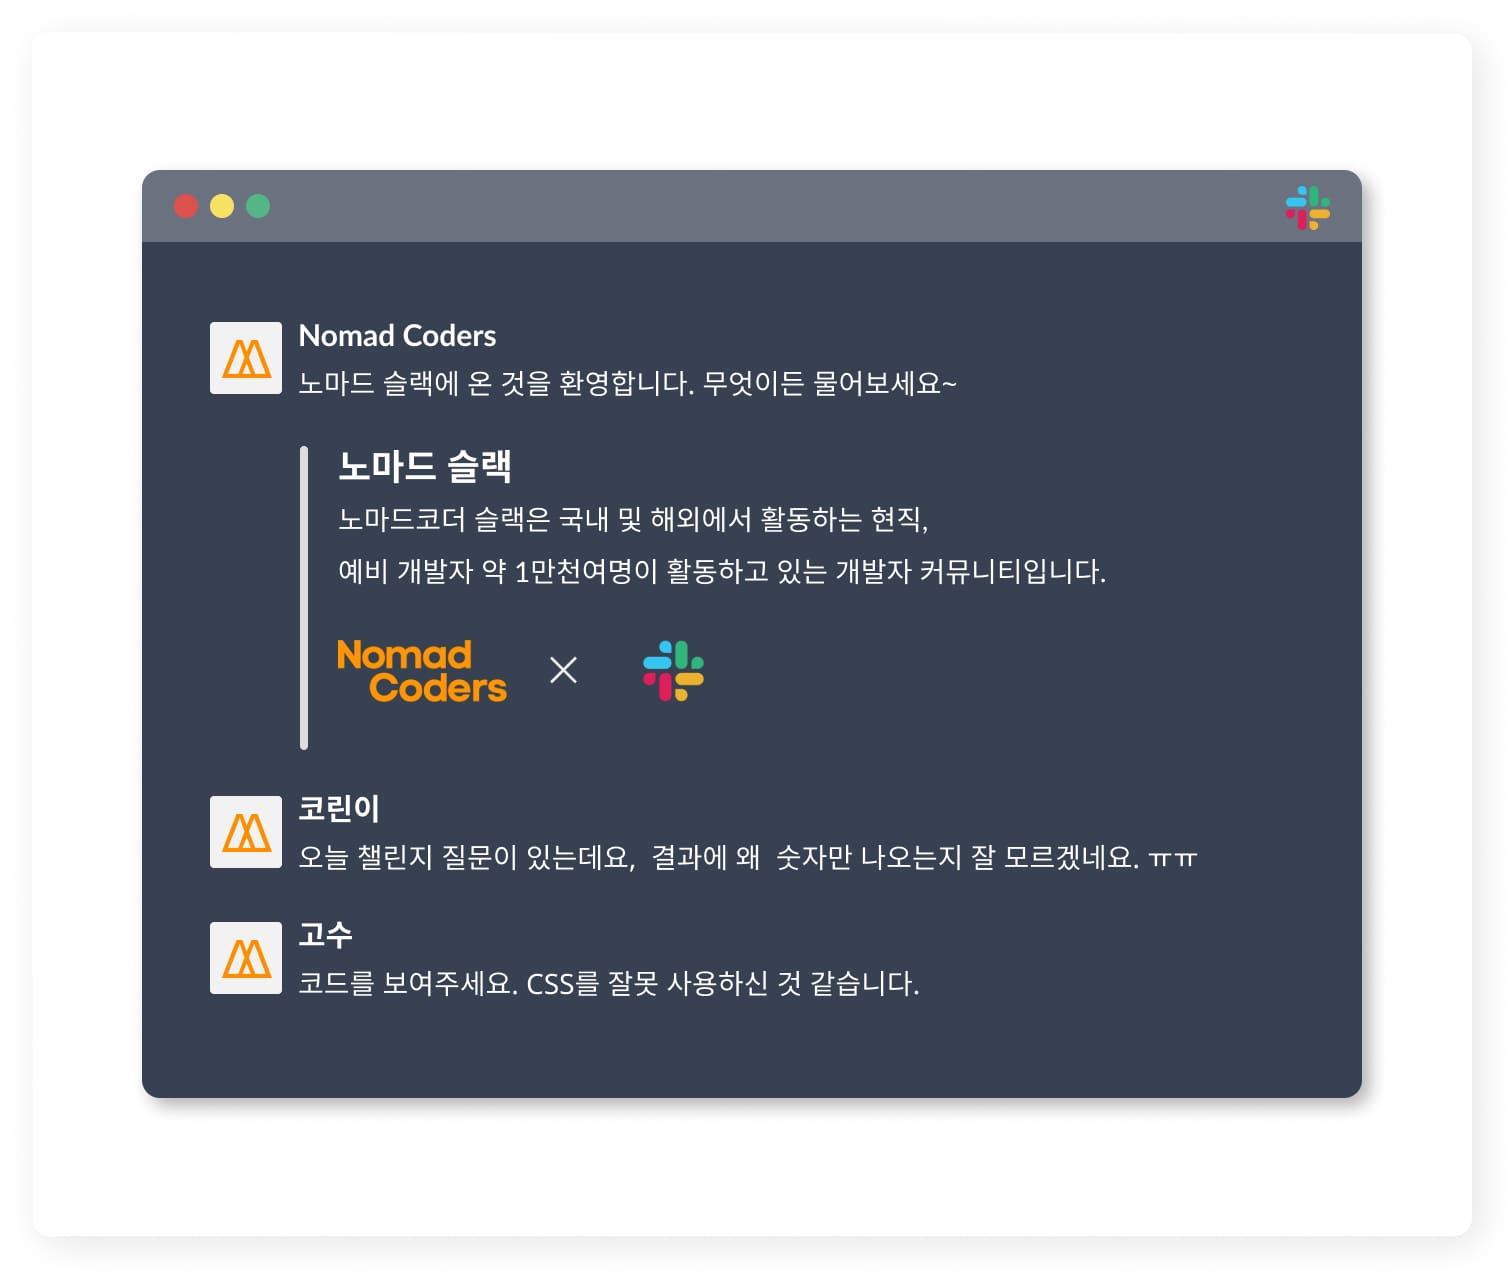 Nomad Coders
노마드 슬랙에 온 것을 환영합니다. 무엇이든 물어보세요~
노마드 슬랙
노마드코더 슬랙은 국내 및 해외에서 활동하는 현직,
예비 개발자 약 1만천여명이 활동하고 있는 개발자 커뮤니티입니다.
Nomad
Coders
코린이
오늘 챌린지 질문이 있는데요,  결과에 왜  숫자만 나오는지 잘 모르겠네요. ㅠㅠ
고수
코드를 보여주세요. CSS를 잘못 사용하신 것 같습니다.